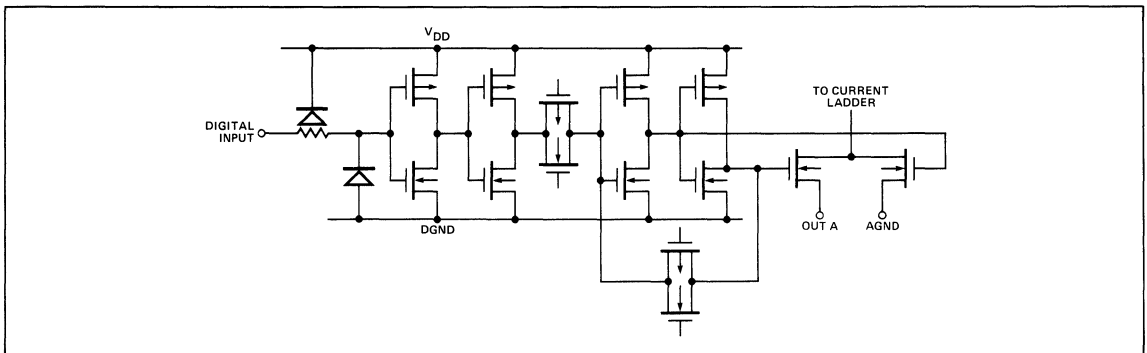 VDD
TO CURRENT
LADDER
DIGITAL
INPUT
DGND
OUT A
AGND